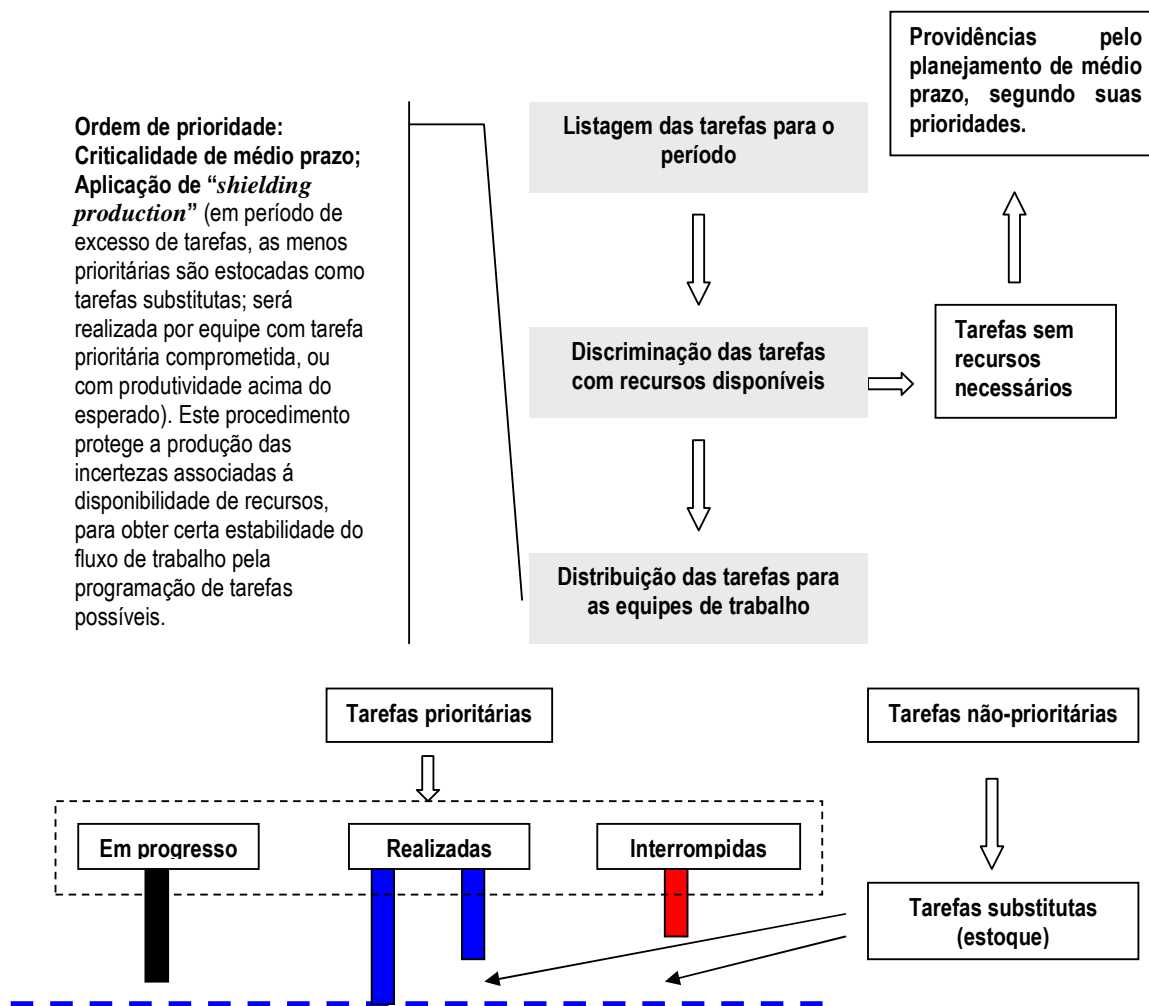 Providências pelo
planejamento de médio
prazo, segundo suas
prioridades.
Ordem de prioridade:
Criticalidade de médio prazo;
Aplicação de “shielding
production” (em período de
excesso de tarefas, as menos
prioritárias são estocadas como
tarefas substitutas; será
realizada por equipe com tarefa
prioritária comprometida, ou
com produtividade acima do
esperado). Este procedimento
protege a produção das
incertezas associadas á
disponibilidade de recursos,
para obter certa estabilidade do
fluxo de trabalho pela
programação de tarefas
possíveis.
Listagem das tarefas para o
período
Discriminação das tarefas
com recursos disponíveis
Tarefas sem
recursos
necessários
Distribuição das tarefas para
as equipes de trabalho
Tarefas prioritárias
Tarefas não-prioritárias
Em progresso
Realizadas
Interrompidas
Tarefas substitutas
(estoque)